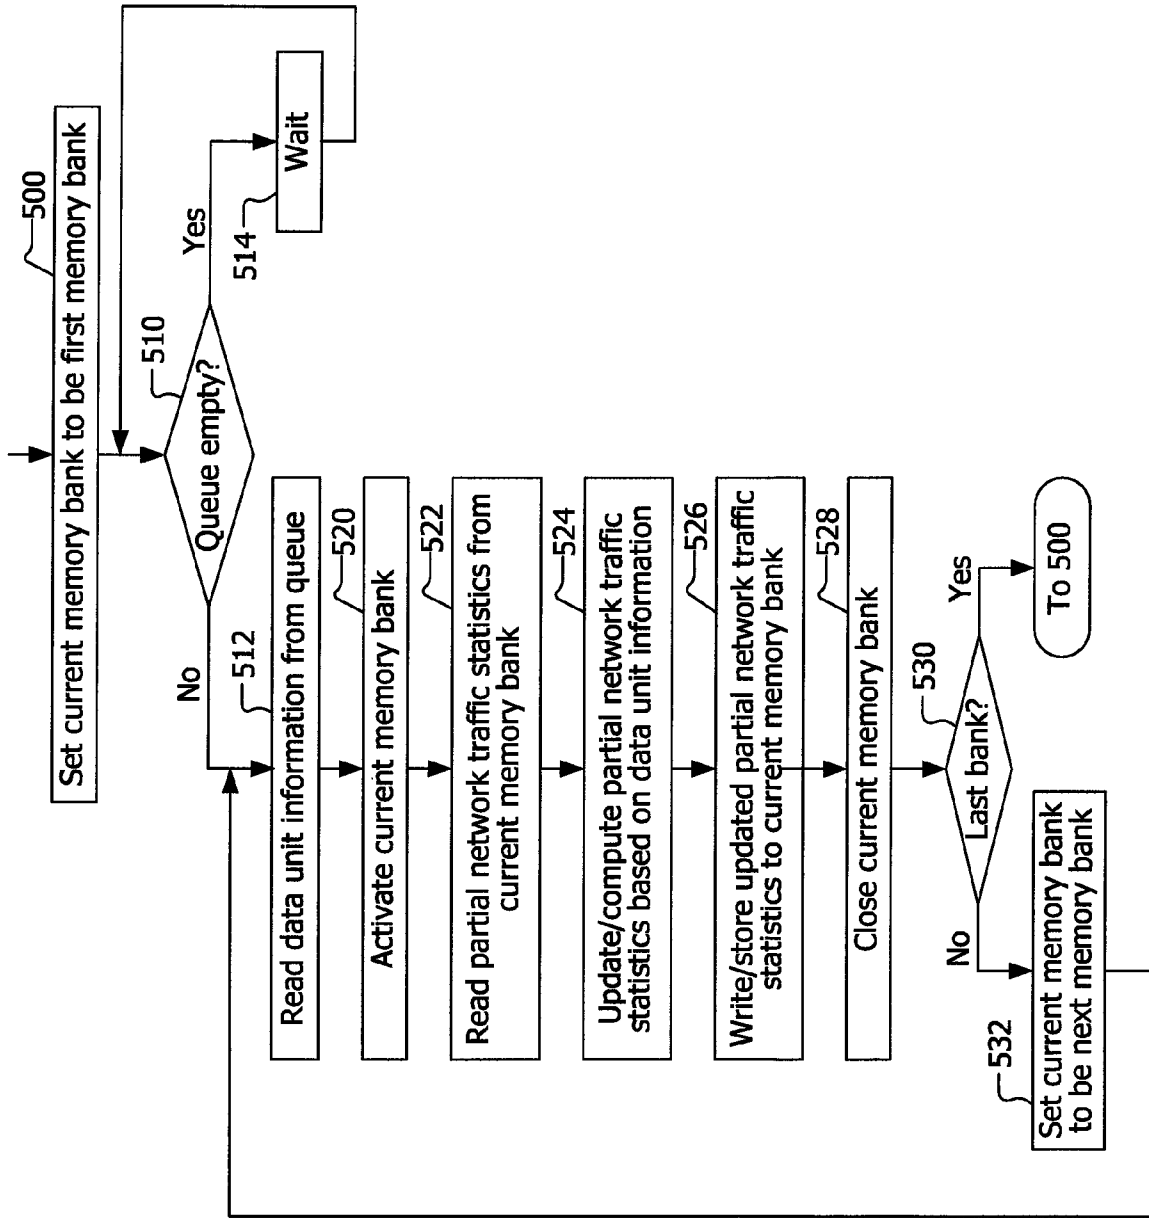 500
Set current memory bank to be first memory bank
510
Queue empty?
Yes
514
Wait
No
512
Read data unit information from queue
520
Activate current memory bank
522
Read partial network traffic statistics from
current memory bank
524
Update/compute partial network traffic
statistics based on data unit information
526
Write/store updated partial network traffic
statistics to current memory bank
528
Close current memory bank
530
Last bank?
Yes
To 500
No
532
Set current memory bank
to be next memory bank